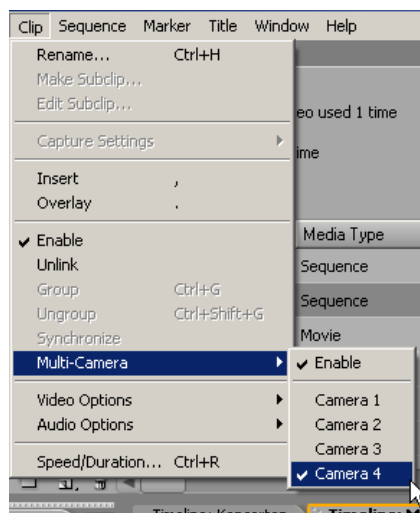 Clip Sequence Marker Title Window Help
Rename... Ctrl+H
Make Subclip...
Edit Subclip...
eo used 1 time
Capture Settings
ime
Insert ,
Overlay .
Enable
Media Type
Unlink
Sequence
Group Ctrl+G
Sequence
Ungroup Ctrl+Shift+G
Synchronize
Movie
Multi-Camera
Enable
Video Options
Camera 1
Audio Options
Camera 2
Camera 3
Speed/Duration... Ctrl+R
Camera 4